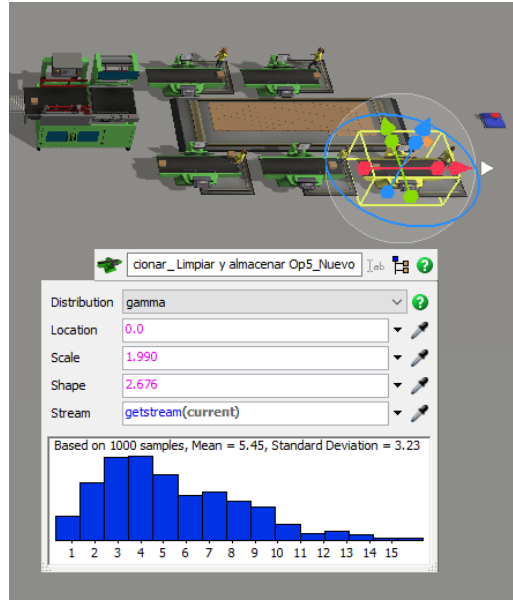 cionar_Limpiar y almacenar Op5_Nuevo
Distribution gamma
Location 0.0
Scale 1.990
Shape 2.676
Stream getstream(current)
Based on 1000 samples, Mean = 5.45, Standard Deviation = 3.23
1 2 3 4 5 6 7 8 9 10 11 12 13 14 15